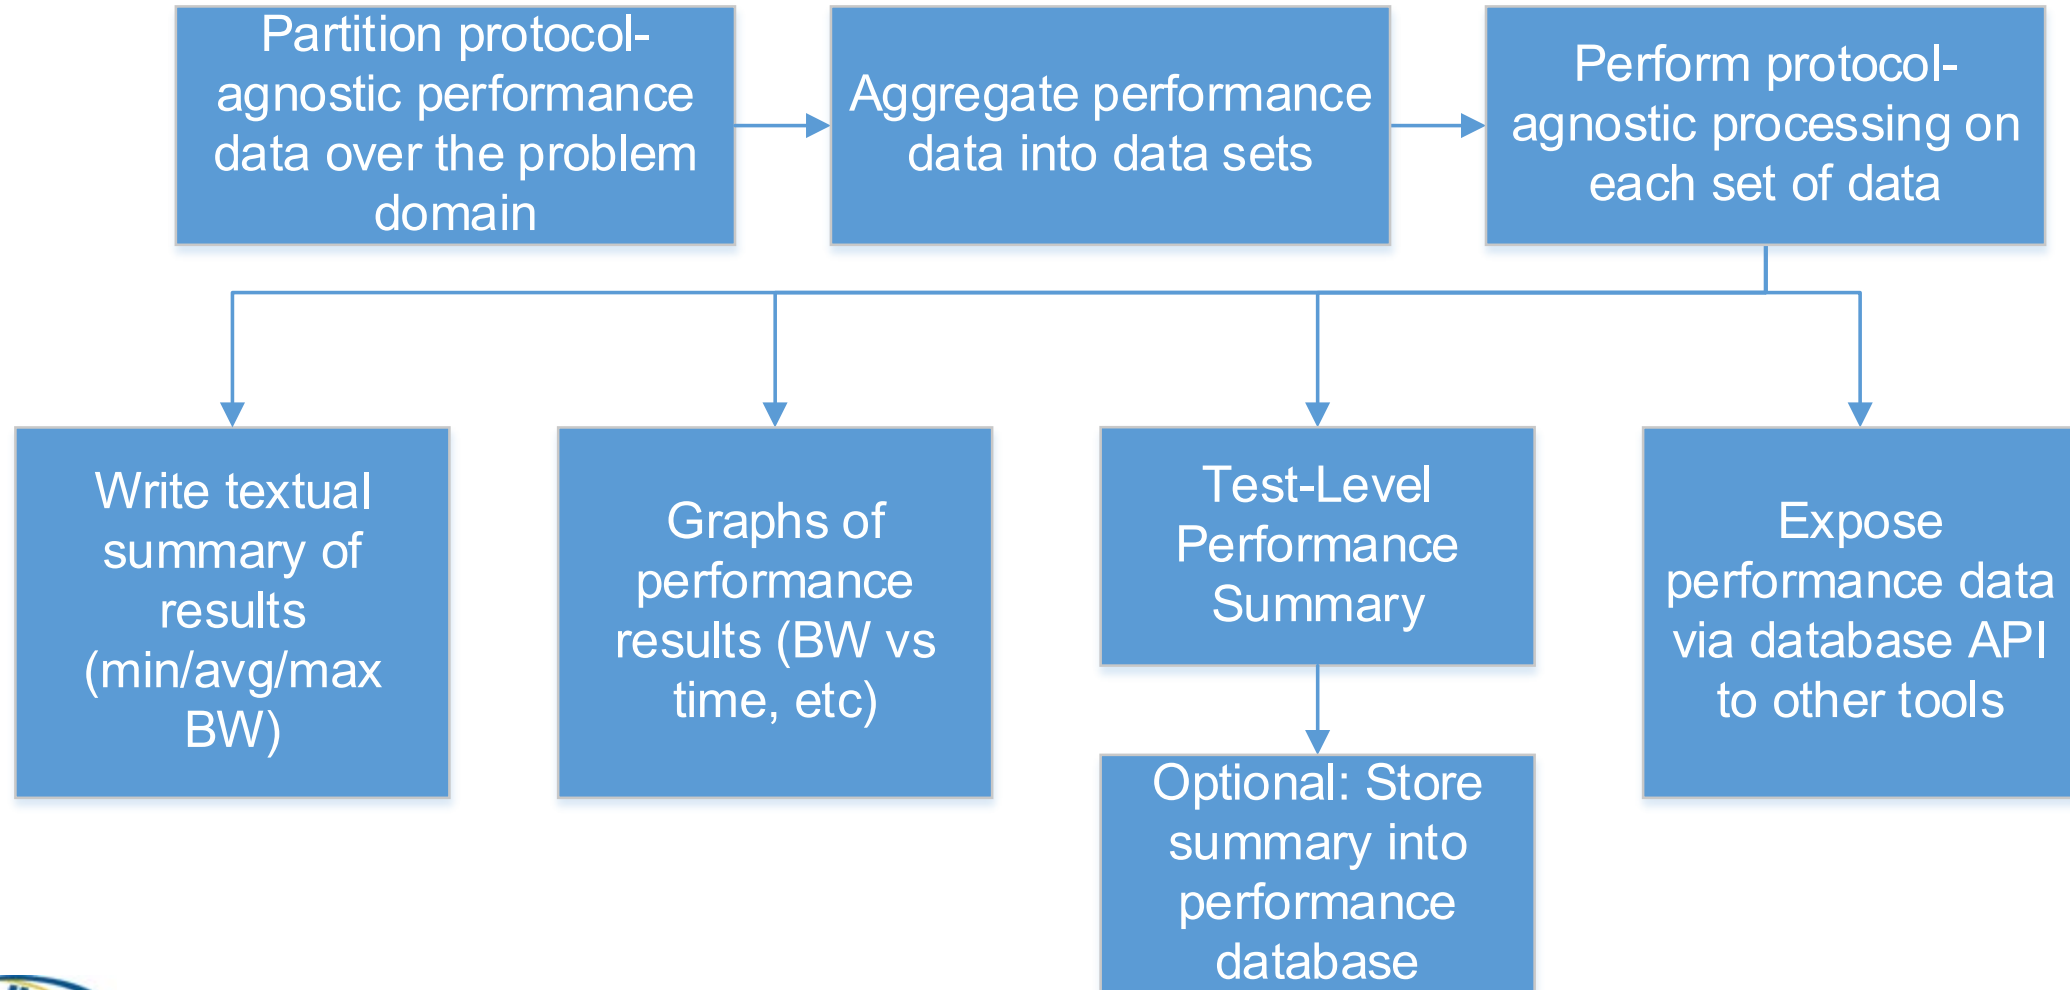 Partition protocol-
agnostic performance
data over the problem
domain
Aggregate performance
data into data sets
Perform protocol-
agnostic processing on
each set of data
Write textual
summary of
results
(min/avg/max
BW)
Graphs of
performance
results (BW vs
time, etc)
Test-Level
Performance
Summary
Expose
performance data
via database API
to other tools
Optional: Store
summary into
performance
database